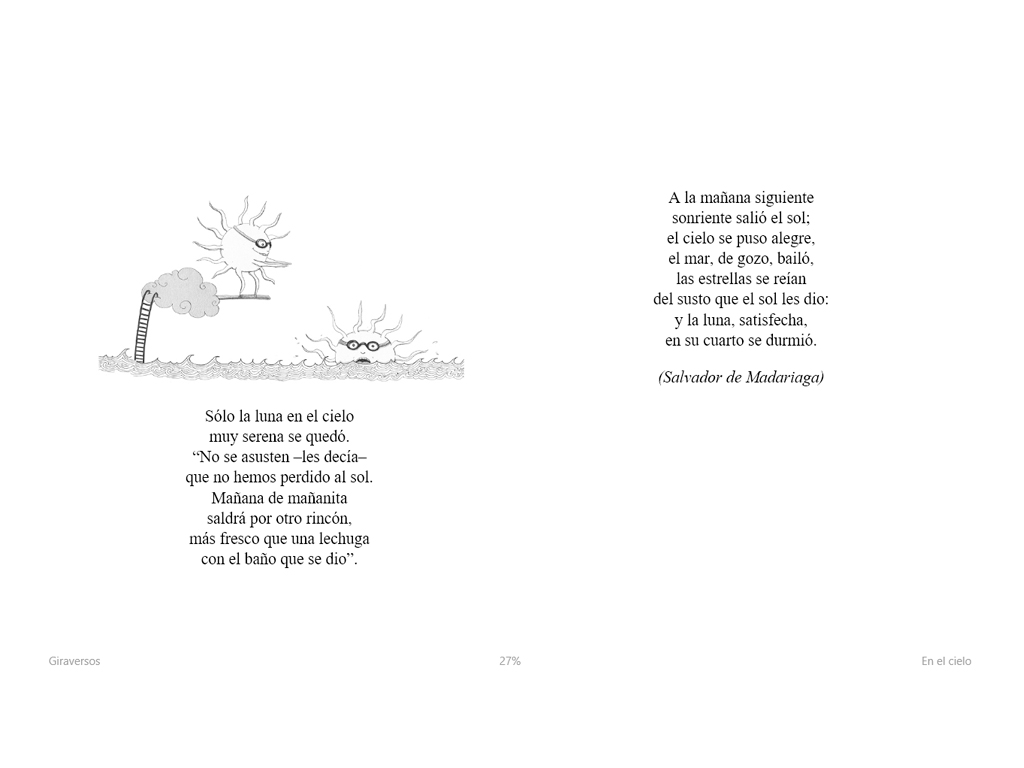 Sólo la luna en el cielo
muy serena se quedó.
“No se asusten –les decía–
que no hemos perdido al sol.
Mañana de mañanita
saldrá por otro rincón,
más fresco que una lechuga
con el baño que se dio”.
A la mañana siguiente
sonriente salió el sol;
el cielo se puso alegre,
el mar, de gozo, bailó,
las estrellas se reían
del susto que el sol les dio:
y la luna, satisfecha,
en su cuarto se durmió.
(Salvador de Madariaga)
Giraversos
27%
En el cielo